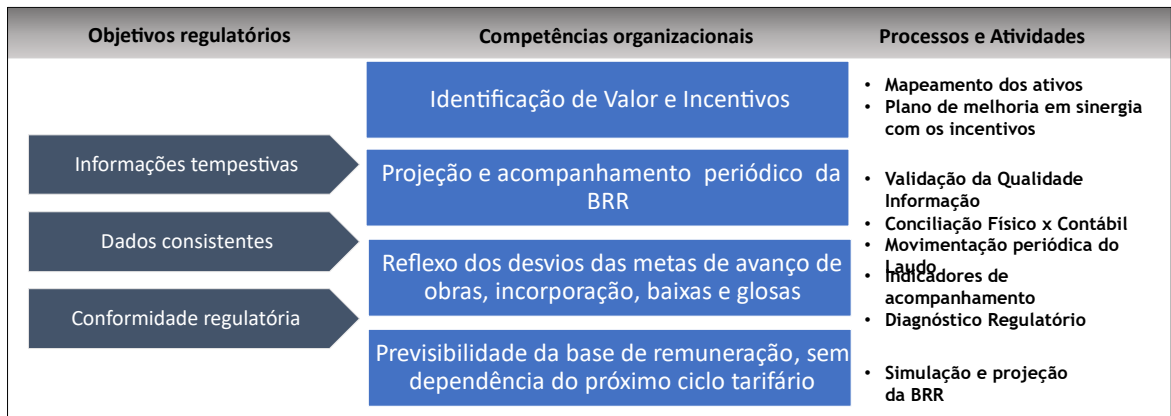 Objetivos regulatórios
Competências organizacionais
Processos e Atividades
Informações tempestivas
Dados consistentes
Conformidade regulatória
Identificação de Valor e Incentivos
Projeção e acompanhamento periódico da
BRR
Reflexo dos desvios das metas de avanço de
obras, incorporação, baixas e glosas
Previsibilidade da base de remuneração, sem
dependência do próximo ciclo tarifário
• Mapeamento dos ativos
• Plano de melhoria em sinergia
com os incentivos
• Validação da Qualidade
Informação
• Conciliação Físico x Contábil
• Movimentação periódica do
Laudo
• Indicadores de
acompanhamento
• Diagnóstico Regulatório
• Simulação e projeção
da BRR